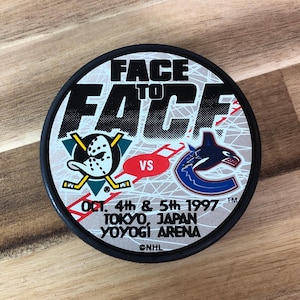 FACE
TO
FACE
VS
TM
OCT. 4th & 5th 1997
TOKYO, JAPAN
YOYOGI ARENA
©NHL